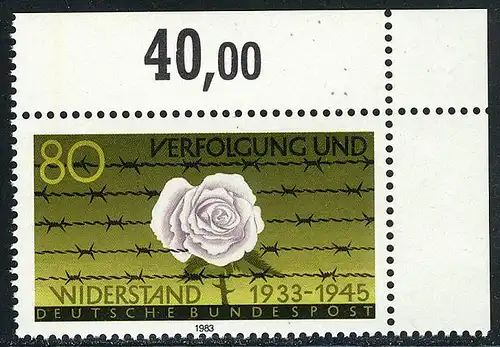 40,00
80 VERFOLGUNG UND
WIDERSTAND 1933-1945
DEUTSCHE BUNDESPOST
1983